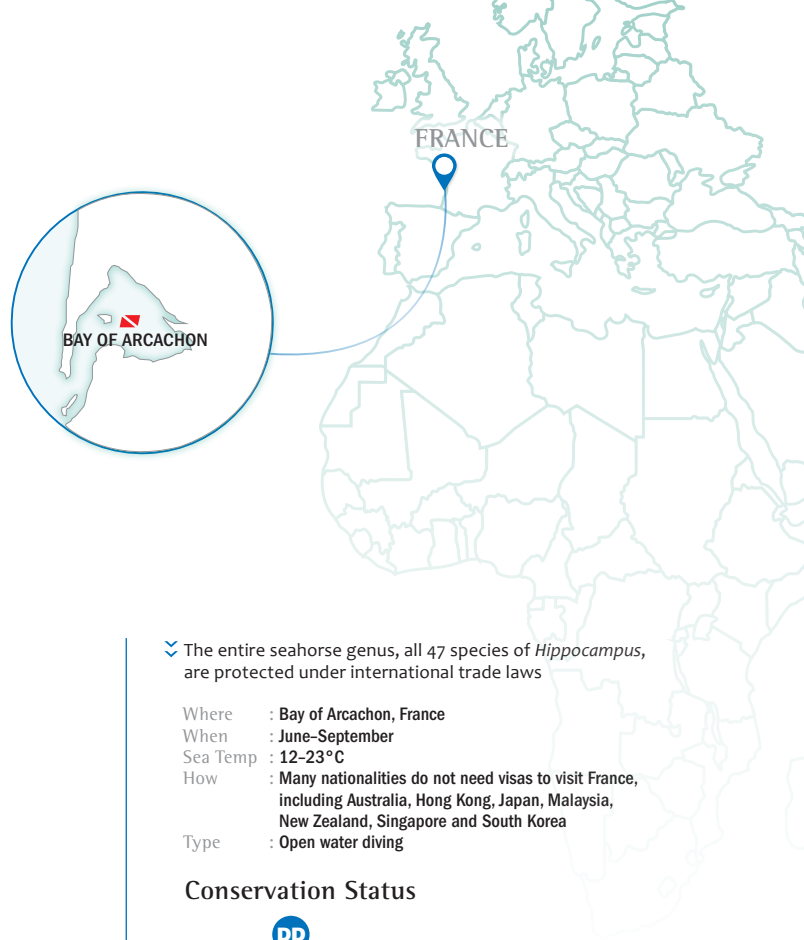 FRANCE
BAY OF ARCACHON
The entire seahorse genus, all 47 species of Hippocampus,
are protected under international trade laws
Where : Bay of Arcachon, France
When : June–September
Sea Temp : 12–23°C
How : Many nationalities do not need visas to visit France,
including Australia, Hong Kong, Japan, Malaysia,
New Zealand, Singapore and South Korea
Type : Open water diving
Conservation Status